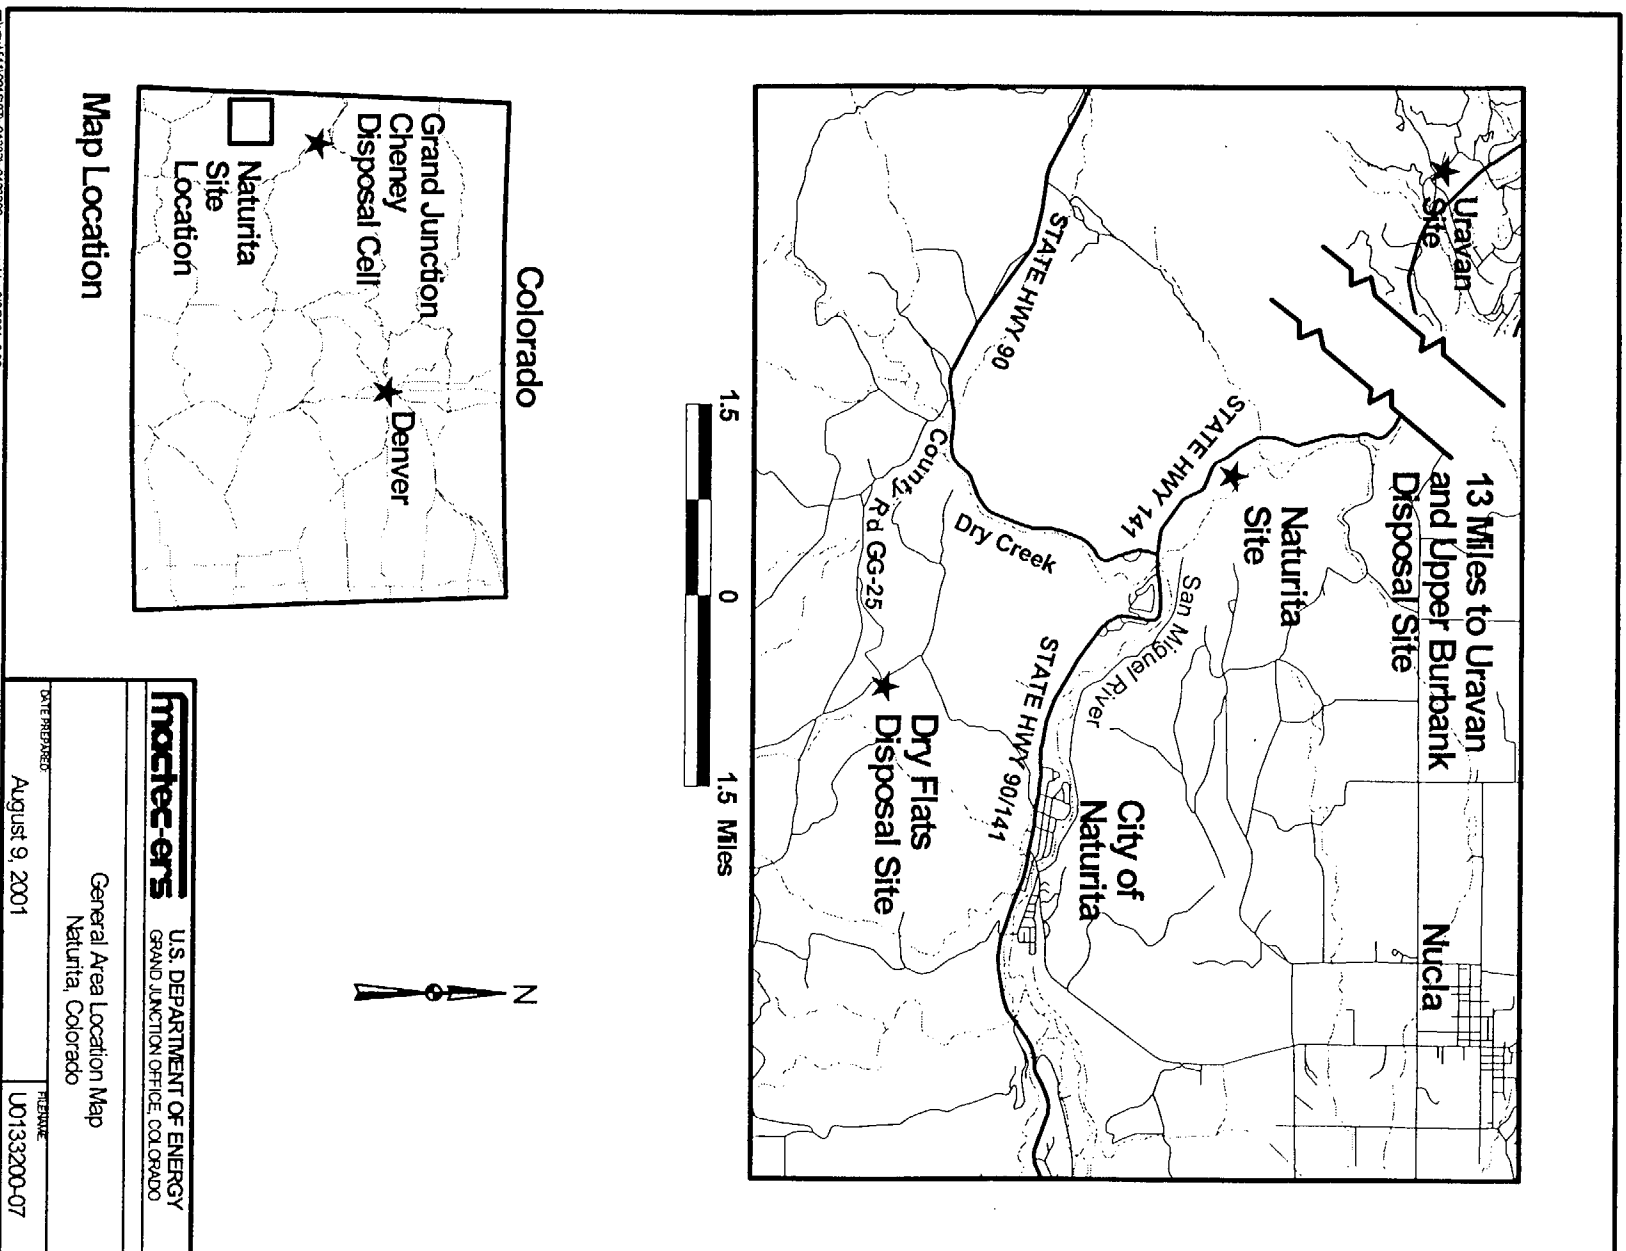 Uravan
Site
13 Miles to Uravan
and Upper Burbank
Disposal Site
Nucla
Naturita
Site
STATE HWY 141
San Miguel River
City of
Naturita
STATE HWY 90
Dry Creek
STATE HWY 90/141
County Rd GG-25
Dry Flats
Disposal Site
1.5 0 1.5 Miles
Colorado
Grand Junction
Cheney
Disposal Cell
Denver
Naturita
Site
Location
Map Location
N
mactec-ers
U.S. DEPARTMENT OF ENERGY
GRAND JUNCTION OFFICE, COLORADO
General Area Location Map
Naturita, Colorado
DATE PREPARED:
August 9, 2001
FILENAME
U0133200-07